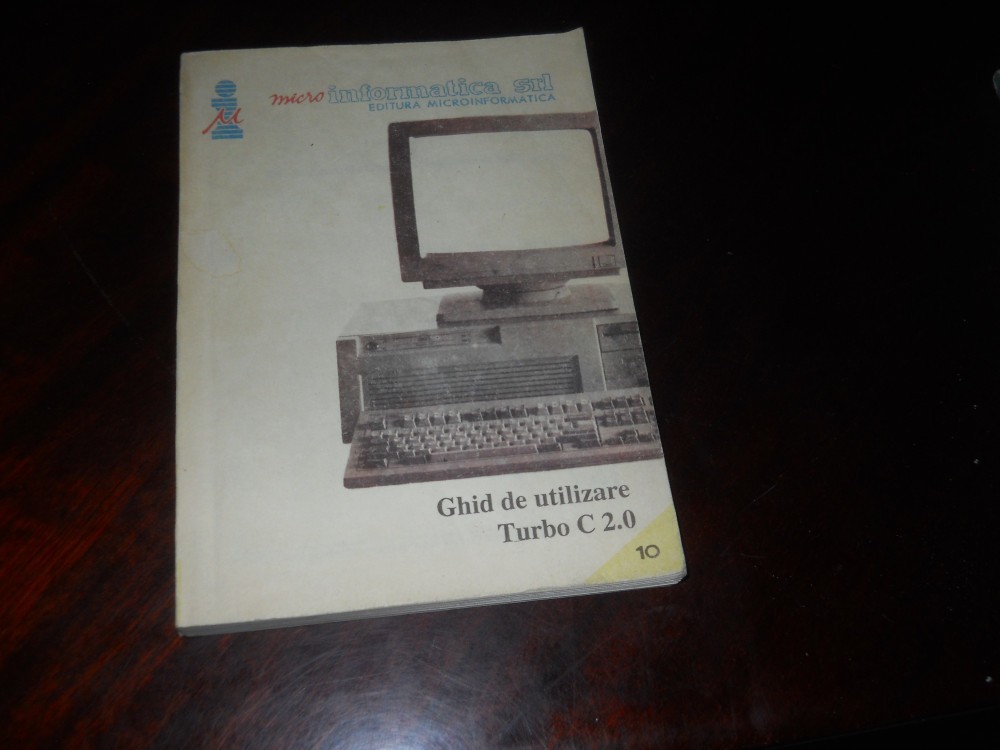 micro informatica srl
EDITURA MICROINFORMATICA
µ
Ghid de utilizare
Turbo C 2.0
10